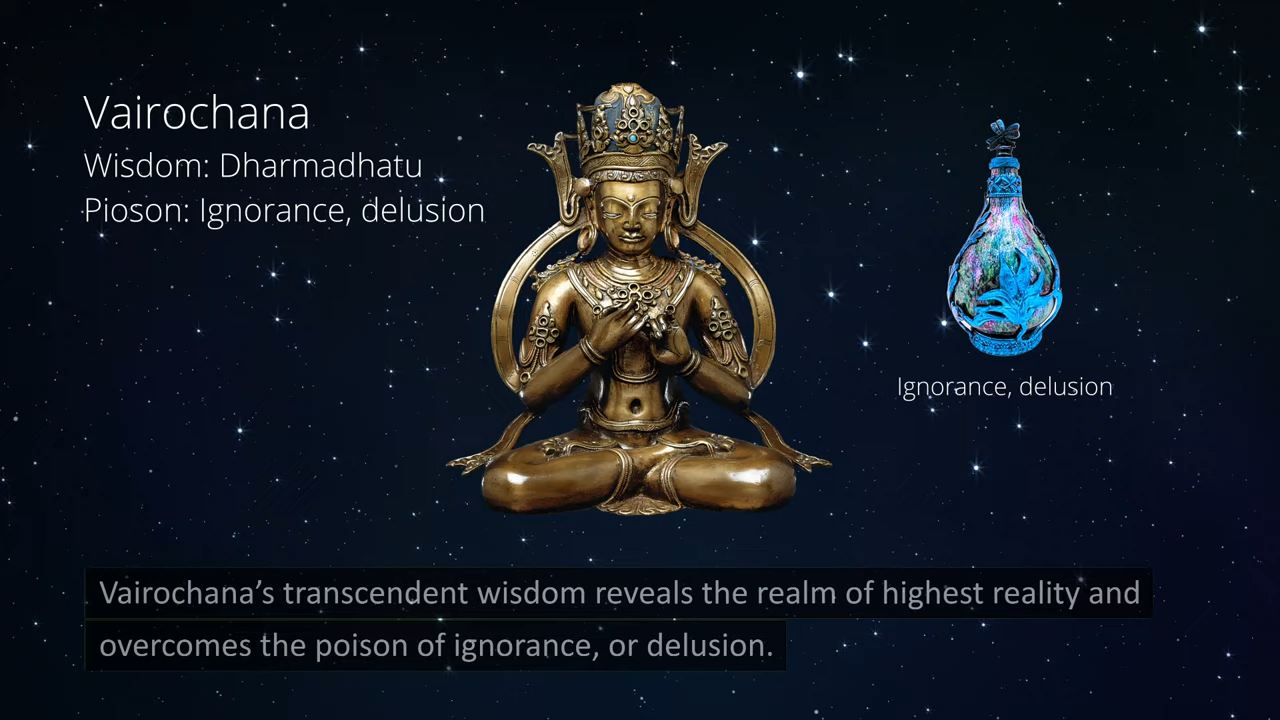 Vairochana
Wisdom: Dharmadhatu
Pioson: Ignorance, delusion
Ignorance, delusion
Vairochana’s transcendent wisdom reveals the realm of highest reality and
overcomes the poison of ignorance, or delusion.